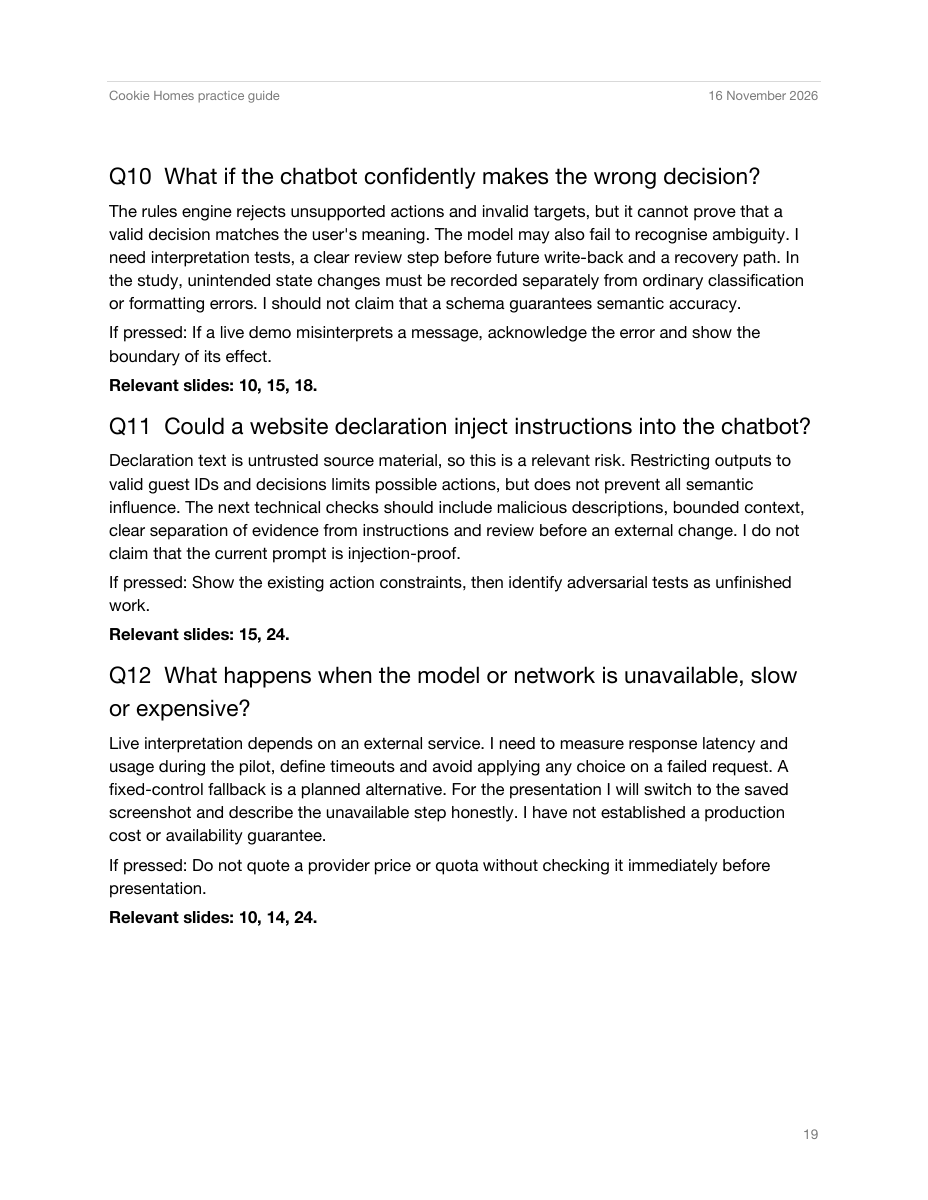 Cookie Homes practice guide
16 November 2026
Q10 What if the chatbot confidently makes the wrong decision?
The rules engine rejects unsupported actions and invalid targets, but it cannot prove that a
valid decision matches the user's meaning. The model may also fail to recognise ambiguity. I
need interpretation tests, a clear review step before future write-back and a recovery path. In
the study, unintended state changes must be recorded separately from ordinary classification
or formatting errors. I should not claim that a schema guarantees semantic accuracy.
If pressed: If a live demo misinterprets a message, acknowledge the error and show the
boundary of its effect.
Relevant slides: 10, 15, 18.
Q11 Could a website declaration inject instructions into the chatbot?
Declaration text is untrusted source material, so this is a relevant risk. Restricting outputs to
valid guest IDs and decisions limits possible actions, but does not prevent all semantic
influence. The next technical checks should include malicious descriptions, bounded context,
clear separation of evidence from instructions and review before an external change. I do not
claim that the current prompt is injection-proof.
If pressed: Show the existing action constraints, then identify adversarial tests as unfinished
work.
Relevant slides: 15, 24.
Q12 What happens when the model or network is unavailable, slow
or expensive?
Live interpretation depends on an external service. I need to measure response latency and
usage during the pilot, define timeouts and avoid applying any choice on a failed request. A
fixed-control fallback is a planned alternative. For the presentation I will switch to the saved
screenshot and describe the unavailable step honestly. I have not established a production
cost or availability guarantee.
If pressed: Do not quote a provider price or quota without checking it immediately before
presentation.
Relevant slides: 10, 14, 24.
19